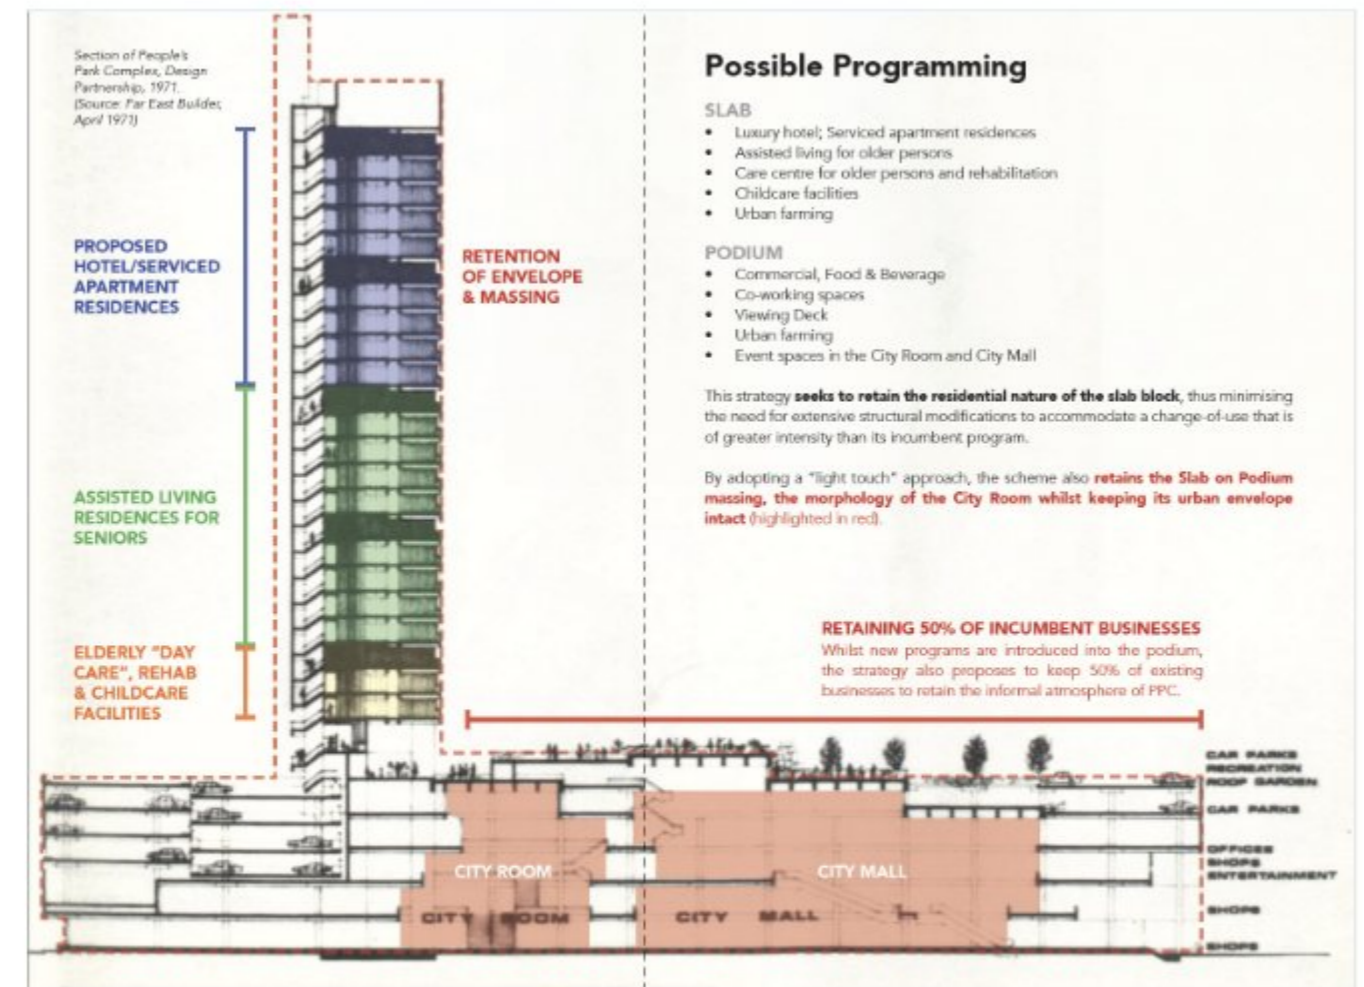 Section of People's
Park Complex, Design
Partnership, 1971.
(Source: Far East Builder,
April 1971)
PROPOSED
HOTEL/SERVICED
APARTMENT
RESIDENCES
ASSISTED LIVING
RESIDENCES FOR
SENIORS
ELDERLY "DAY
CARE", REHAB
& CHILDCARE
FACILITIES
RETENTION
OF ENVELOPE
& MASSING
Possible Programming
SLAB
• Luxury hotel; Serviced apartment residences
• Assisted living for older persons
• Care centre for older persons and rehabilitation
• Childcare facilities
• Urban farming
PODIUM
• Commercial, Food & Beverage
• Co-working spaces
• Viewing Deck
• Urban farming
• Event spaces in the City Room and City Mall
This strategy seeks to retain the residential nature of the slab block, thus minimising
the need for extensive structural modifications to accommodate a change-of-use that is
of greater intensity than its incumbent program.
By adopting a "light touch" approach, the scheme also retains the Slab on Podium
massing, the morphology of the City Room whilst keeping its urban envelope
intact (highlighted in red).
RETAINING 50% OF INCUMBENT BUSINESSES
Whilst new programs are introduced into the podium,
the strategy also proposes to keep 50% of existing
businesses to retain the informal atmosphere of PPC.
CAR PARKS
RECREATION
ROOF GARDEN
CAR PARKS
OFFICES
SHOPS
ENTERTAINMENT
SHOPS
SHOPS
CITY ROOM
CITY MALL
CITY ROOM
CITY MALL